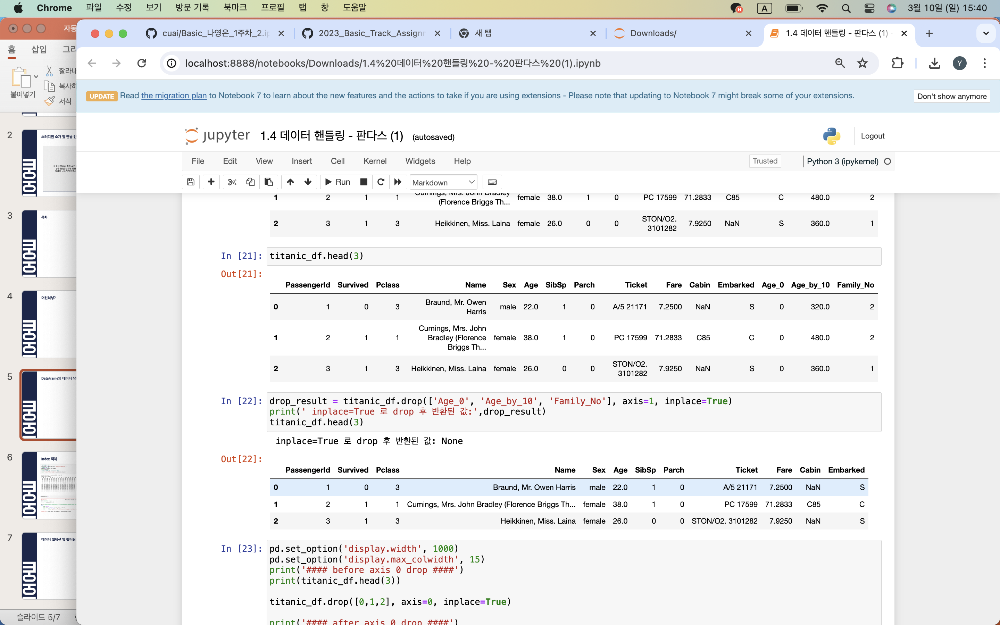 Chrome 파일 수정 보기 방문 기록 북마크 프로필 탭 창 도움말 A 3월 10일 (일) 15:40
자동
cuai/Basic_나영은_1주차_2.i
2023_Basic_Track_Assign
새 탭
Downloads/
1.4 데이터 핸들링 - 판다스 (1)
홈 삽입 그리
localhost:8888/notebooks/Downloads/1.4%20데이터%20핸들링%20-%20판다스%20(1).ipynb
Y
붙여넣기
잘라내
복사하
서식
UPDATE Read the migration plan to Notebook 7 to learn about the new features and the actions to take if you are using extensions - Please note that updating to Notebook 7 might break some of your extensions.
Don't show anymore
jupyter 1.4 데이터 핸들링 - 판다스 (1) (autosaved)
Logout
File Edit View Insert Cell Kernel Widgets Help
Trusted Python 3 (ipykernel)
Run Markdown
2 스터디원 소개 및 만남 인
3 목차
4 머신러닝?
5 DataFrame의 데이터 삭
6 Index 객체
7 데이터 셀렉션 및 필터링
슬라이드 5/7
1 2 1 1 Cumings, Mrs. John Bradley (Florence Briggs Th... female 38.0 1 0 PC 17599 71.2833 C85 C 480.0 2
2 3 1 3 Heikkinen, Miss. Laina female 26.0 0 0 STON/O2. 3101282 7.9250 NaN S 360.0 1
In [21]: titanic_df.head(3)
Out[21]:
PassengerId Survived Pclass Name Sex Age SibSp Parch Ticket Fare Cabin Embarked Age_0 Age_by_10 Family_No
0 1 0 3 Braund, Mr. Owen Harris male 22.0 1 0 A/5 21171 7.2500 NaN S 0 320.0 2
1 2 1 1 Cumings, Mrs. John Bradley (Florence Briggs Th... female 38.0 1 0 PC 17599 71.2833 C85 C 0 480.0 2
2 3 1 3 Heikkinen, Miss. Laina female 26.0 0 0 STON/O2. 3101282 7.9250 NaN S 0 360.0 1
In [22]: drop_result = titanic_df.drop(['Age_0', 'Age_by_10', 'Family_No'], axis=1, inplace=True)
print(' inplace=True 로 drop 후 반환된 값:',drop_result)
titanic_df.head(3)
inplace=True 로 drop 후 반환된 값: None
Out[22]:
PassengerId Survived Pclass Name Sex Age SibSp Parch Ticket Fare Cabin Embarked
0 1 0 3 Braund, Mr. Owen Harris male 22.0 1 0 A/5 21171 7.2500 NaN S
1 2 1 1 Cumings, Mrs. John Bradley (Florence Briggs Th... female 38.0 1 0 PC 17599 71.2833 C85 C
2 3 1 3 Heikkinen, Miss. Laina female 26.0 0 0 STON/O2. 3101282 7.9250 NaN S
In [23]: pd.set_option('display.width', 1000)
pd.set_option('display.max_colwidth', 15)
print('#### before axis 0 drop ####')
print(titanic_df.head(3))
titanic_df.drop([0,1,2], axis=0, inplace=True)
print('#### after axis 0 drop ####')